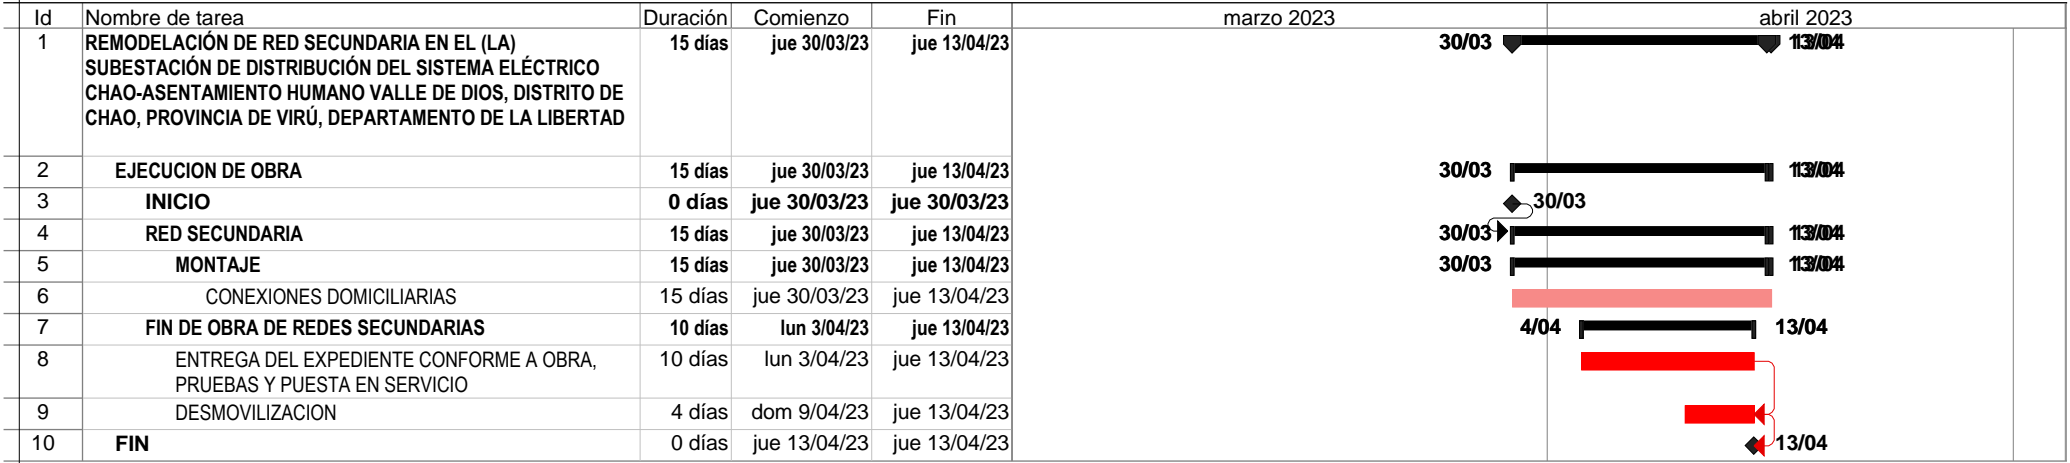 Id Nombre de tarea Duración Comienzo Fin marzo 2023 abril 2023
1 REMODELACIÓN DE RED SECUNDARIA EN EL (LA) 15 días jue 30/03/23 jue 13/04/23 30/03
SUBESTACIÓN DE DISTRIBUCIÓN DEL SISTEMA ELÉCTRICO
CHAO-ASENTAMIENTO HUMANO VALLE DE DIOS, DISTRITO DE
CHAO, PROVINCIA DE VIRÚ, DEPARTAMENTO DE LA LIBERTAD
2 EJECUCION DE OBRA 15 días jue 30/03/23 jue 13/04/23 30/03
3 INICIO 0 días jue 30/03/23 jue 30/03/23 30/03
4 RED SECUNDARIA 15 días jue 30/03/23 jue 13/04/23 30/03
5 MONTAJE 15 días jue 30/03/23 jue 13/04/23 30/03
6 CONEXIONES DOMICILIARIAS 15 días jue 30/03/23 jue 13/04/23
7 FIN DE OBRA DE REDES SECUNDARIAS 10 días lun 3/04/23 jue 13/04/23 4/04 13/04
8 ENTREGA DEL EXPEDIENTE CONFORME A OBRA, 10 días lun 3/04/23 jue 13/04/23
PRUEBAS Y PUESTA EN SERVICIO
9 DESMOVILIZACION 4 días dom 9/04/23 jue 13/04/23
10 FIN 0 días jue 13/04/23 jue 13/04/23 13/04